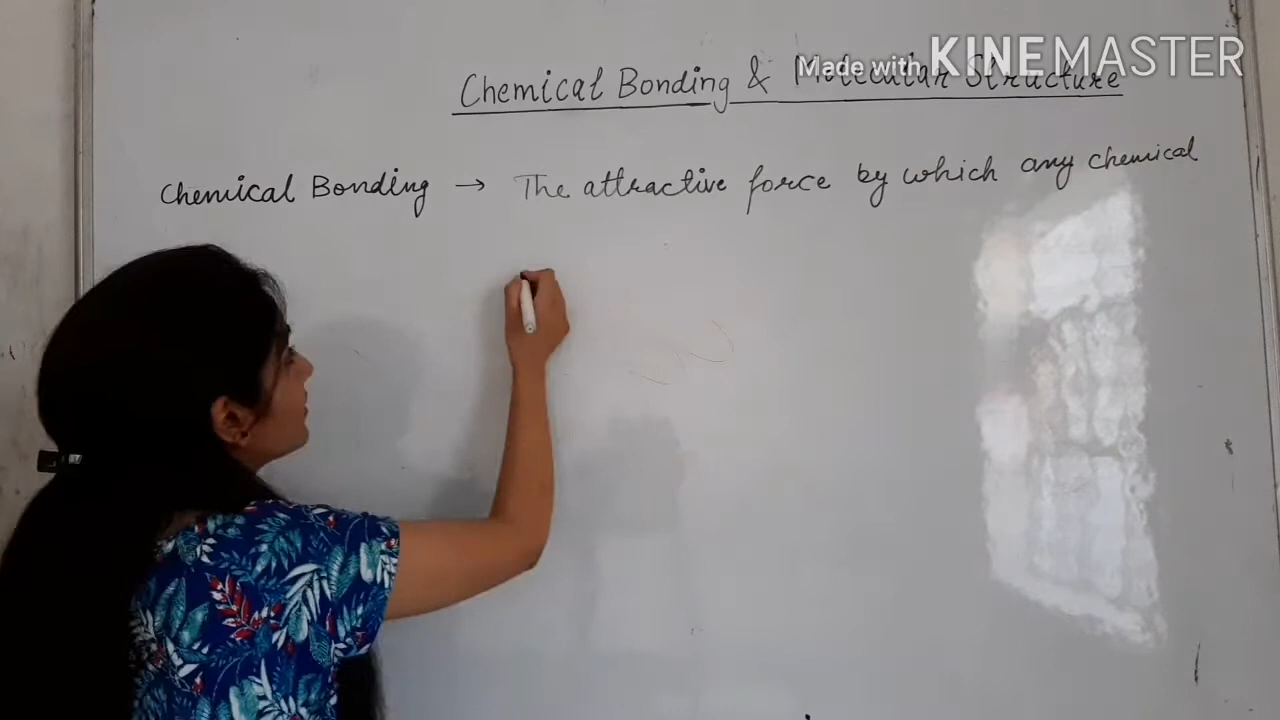 Made with KINEMASTER
Chemical Bonding & Molecular Structure
Chemical Bonding → The attractive force by which any chemical